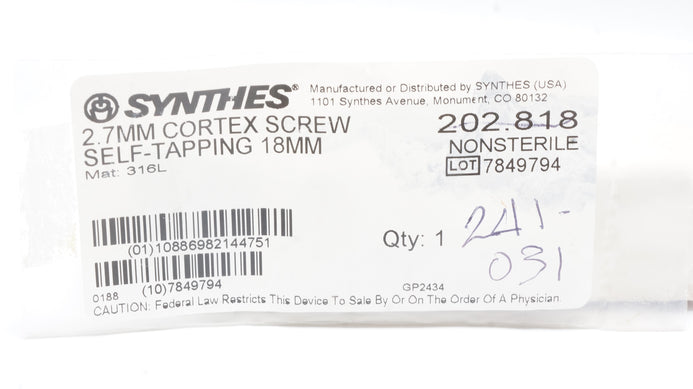 SYNTHES®
Manufactured or Distributed by SYNTHES (USA)
1101 Synthes Avenue, Monument, CO 80132
2.7MM CORTEX SCREW
SELF-TAPPING 18MM
Mat: 316L
202.818
NONSTERILE
LOT 7849794
(01)10886982144751
Qty: 1
241-
031
(10)7849794
0188
GP2434
CAUTION: Federal Law Restricts This Device To Sale By Or On The Order Of A Physician.